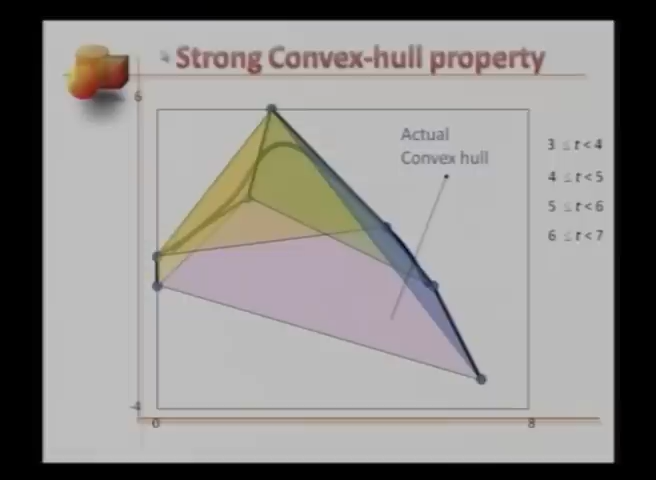 Strong Convex-hull property
6
Actual
Convex hull
3 ≤ t < 4
4 ≤ t < 5
5 ≤ t < 6
6 ≤ t < 7
-4
0
8